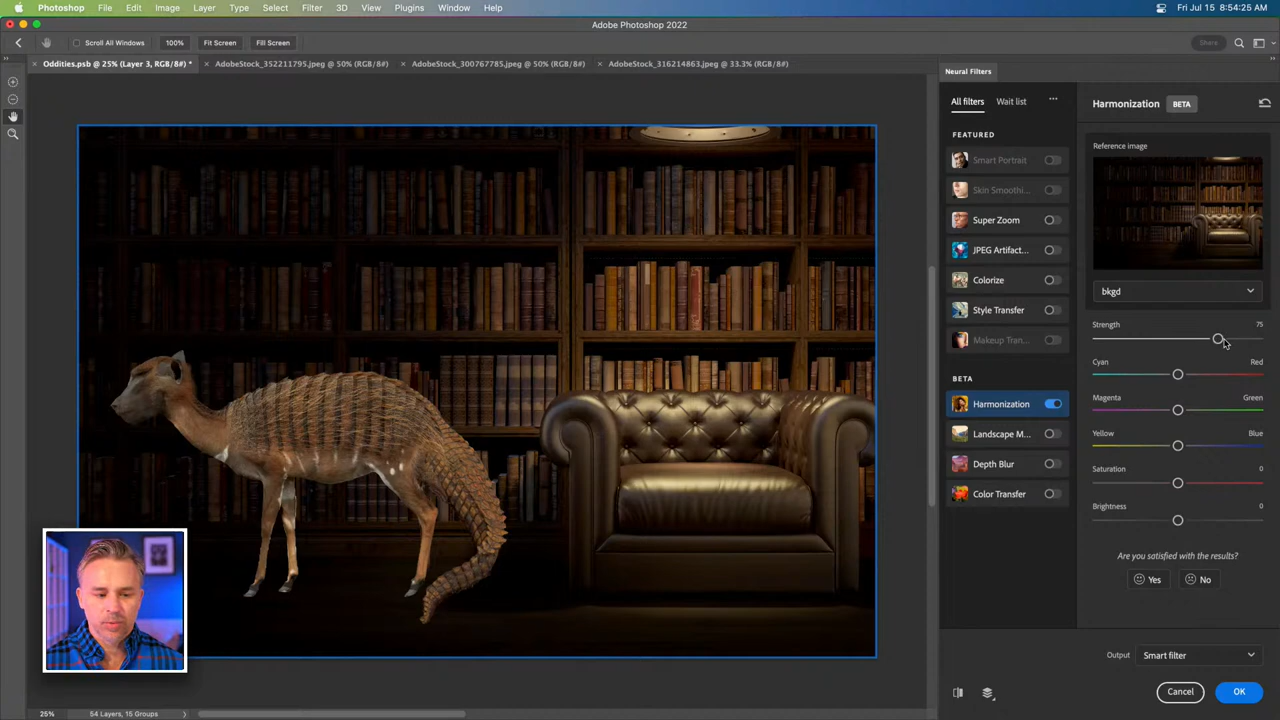 Photoshop File Edit Image Layer Type Select Filter 3D View Plugins Window Help Fri Jul 15 8:54:25 AM
Adobe Photoshop 2022
Scroll All Windows 100% Fit Screen Fill Screen Share
Oddities.psb @ 25% (Layer 3, RGB/8#) * AdobeStock_352211795.jpeg @ 50% (RGB/8#) AdobeStock_300767785.jpeg @ 50% (RGB/8#) AdobeStock_316214863.jpeg @ 33.3% (RGB/8#)
Neural Filters
All filters Wait list ...
Harmonization BETA
FEATURED
Reference image
Smart Portrait
Skin Smoothi...
Super Zoom
JPEG Artifact...
Colorize
bkgd
Style Transfer
Strength 75
Makeup Tran...
Cyan Red
BETA
Harmonization
Magenta Green
Landscape M...
Yellow Blue
Depth Blur
Saturation 0
Color Transfer
Brightness 0
Are you satisfied with the results?
Yes No
Output Smart filter
Cancel OK
25% 54 Layers, 15 Groups